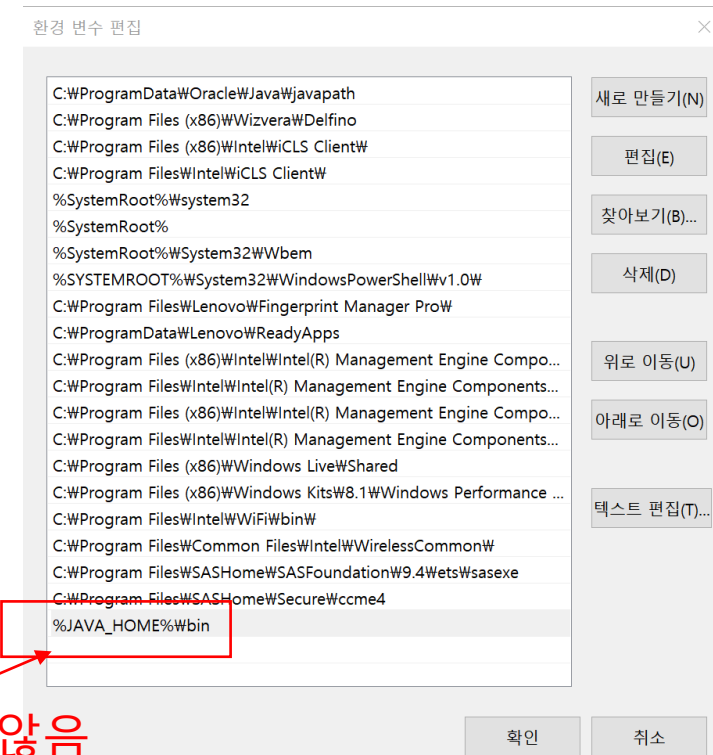 환경 변수 편집
C:₩ProgramData₩Oracle₩Java₩javapath
C:₩Program Files (x86)₩Wizvera₩Delfino
C:₩Program Files (x86)₩Intel₩iCLS Client₩
C:₩Program Files₩Intel₩iCLS Client₩
%SystemRoot%₩system32
%SystemRoot%
%SystemRoot%₩System32₩Wbem
%SYSTEMROOT%₩System32₩WindowsPowerShell₩v1.0₩
C:₩Program Files₩Lenovo₩Fingerprint Manager Pro₩
C:₩ProgramData₩Lenovo₩ReadyApps
C:₩Program Files (x86)₩Intel₩Intel(R) Management Engine Compo...
C:₩Program Files₩Intel₩Intel(R) Management Engine Components...
C:₩Program Files (x86)₩Intel₩Intel(R) Management Engine Compo...
C:₩Program Files₩Intel₩Intel(R) Management Engine Components...
C:₩Program Files (x86)₩Windows Live₩Shared
C:₩Program Files (x86)₩Windows Kits₩8.1₩Windows Performance ...
C:₩Program Files₩Intel₩WiFi₩bin₩
C:₩Program Files₩Common Files₩Intel₩WirelessCommon₩
C:₩Program Files₩SASHome₩SASFoundation₩9.4₩ets₩sasexe
C:₩Program Files₩SASHome₩Secure₩ccme4
%JAVA_HOME%₩bin
새로 만들기(N)
편집(E)
찾아보기(B)...
삭제(D)
위로 이동(U)
아래로 이동(O)
텍스트 편집(T)...
않음
확인
취소